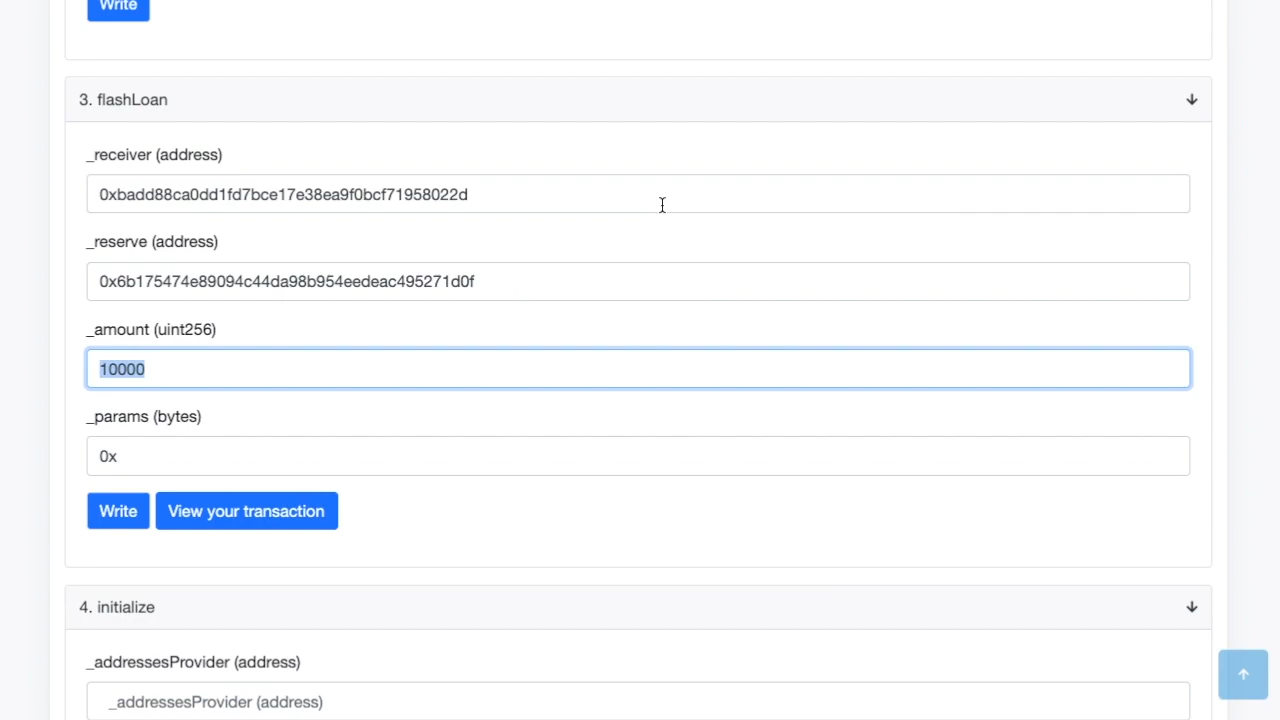 Write
3. flashLoan
_receiver (address)
0xbadd88ca0dd1fd7bce17e38ea9f0bcf71958022d
_reserve (address)
0x6b175474e89094c44da98b954eedeac495271d0f
_amount (uint256)
10000
_params (bytes)
0x
Write View your transaction
4. initialize
_addressesProvider (address)
_addressesProvider (address)